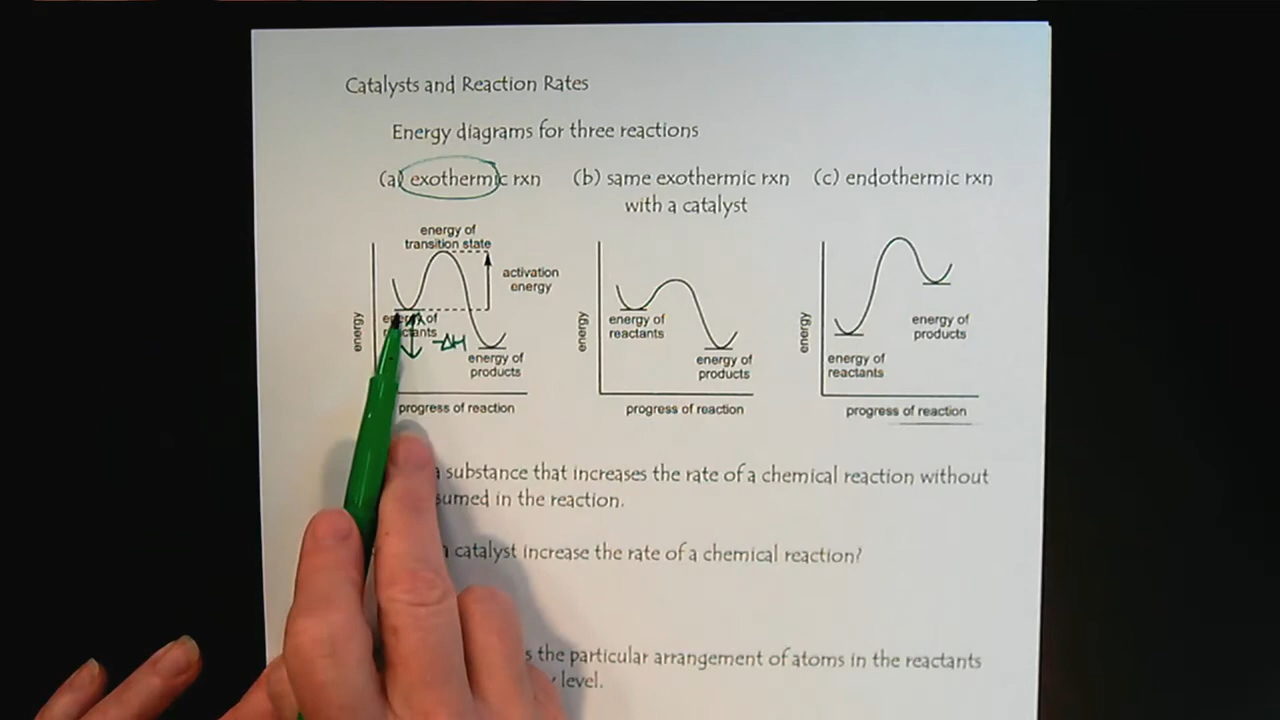 Catalysts and Reaction Rates
Energy diagrams for three reactions
(a) exothermic rxn
(b) same exothermic rxn
with a catalyst
(c) endothermic rxn
energy of
transition state
activation
energy
energy
energy of
reactants
-ΔH
energy of
products
progress of reaction
energy
energy of
reactants
energy of
products
progress of reaction
energy
energy of
reactants
energy of
products
progress of reaction
a substance that increases the rate of a chemical reaction without
sumed in the reaction.
catalyst increase the rate of a chemical reaction?
s the particular arrangement of atoms in the reactants
level.